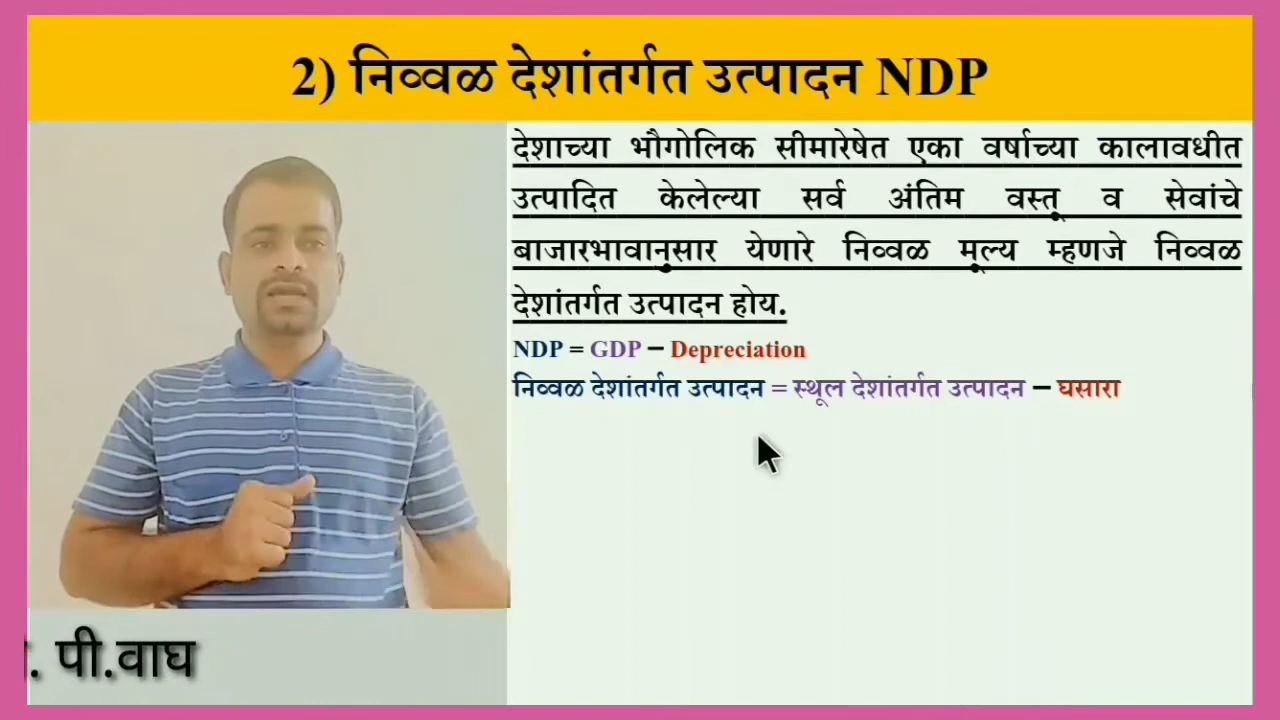 2) निव्वळ देशांतर्गत उत्पादन NDP
देशाच्या भौगोलिक सीमारेषेत एका वर्षाच्या कालावधीत
उत्पादित केलेल्या सर्व अंतिम वस्तू व सेवांचे
बाजारभावानुसार येणारे निव्वळ मूल्य म्हणजे निव्वळ
देशांतर्गत उत्पादन होय.
NDP = GDP – Depreciation
निव्वळ देशांतर्गत उत्पादन = स्थूल देशांतर्गत उत्पादन – घसारा
पी.वाघ